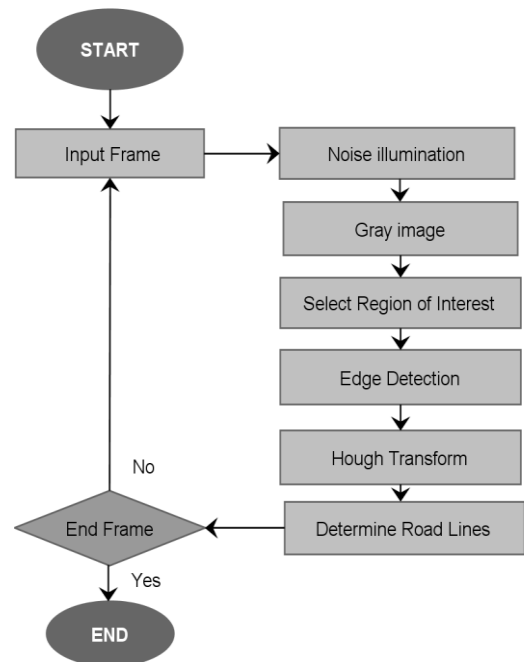 START
Input Frame
Noise illumination
Gray image
Select Region of Interest
Edge Detection
Hough Transform
Determine Road Lines
End Frame
No
Yes
END